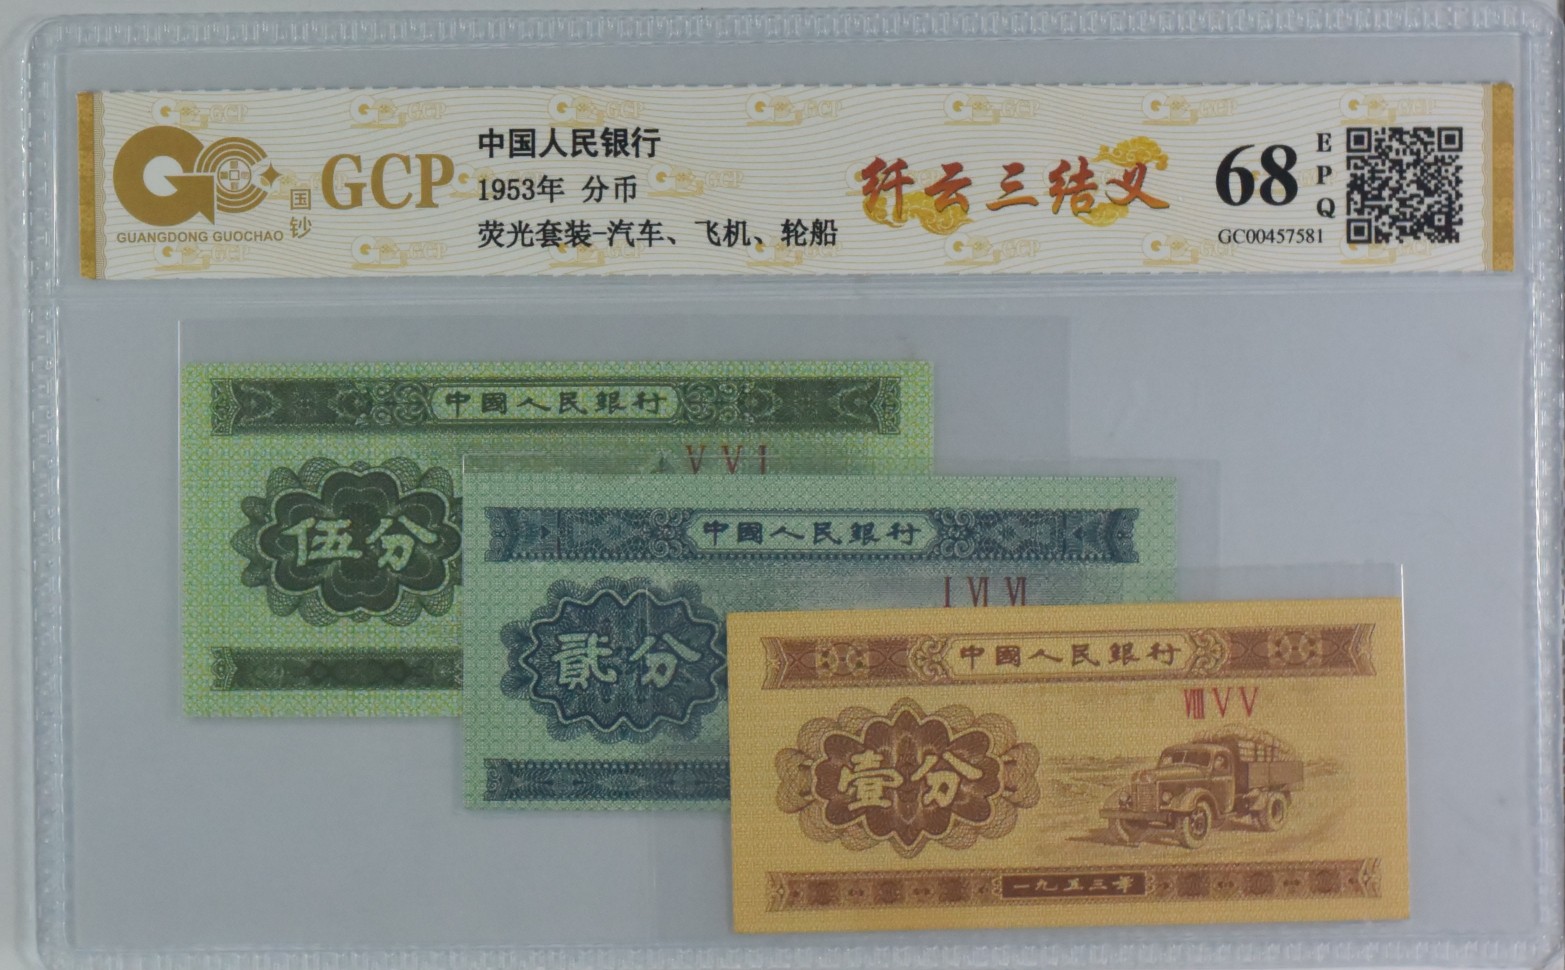 GCP
国
钞
GUANGDONG GUOCHAO
中国人民银行
1953年 分币
荧光套装-汽车、飞机、轮船
纤云三结义
68
EPQ
GC00457581
中國人民銀行
V V I
伍分
中國人民銀行
I VI VI
貳分
中國人民銀行
VIII V V
壹分
一九五三年